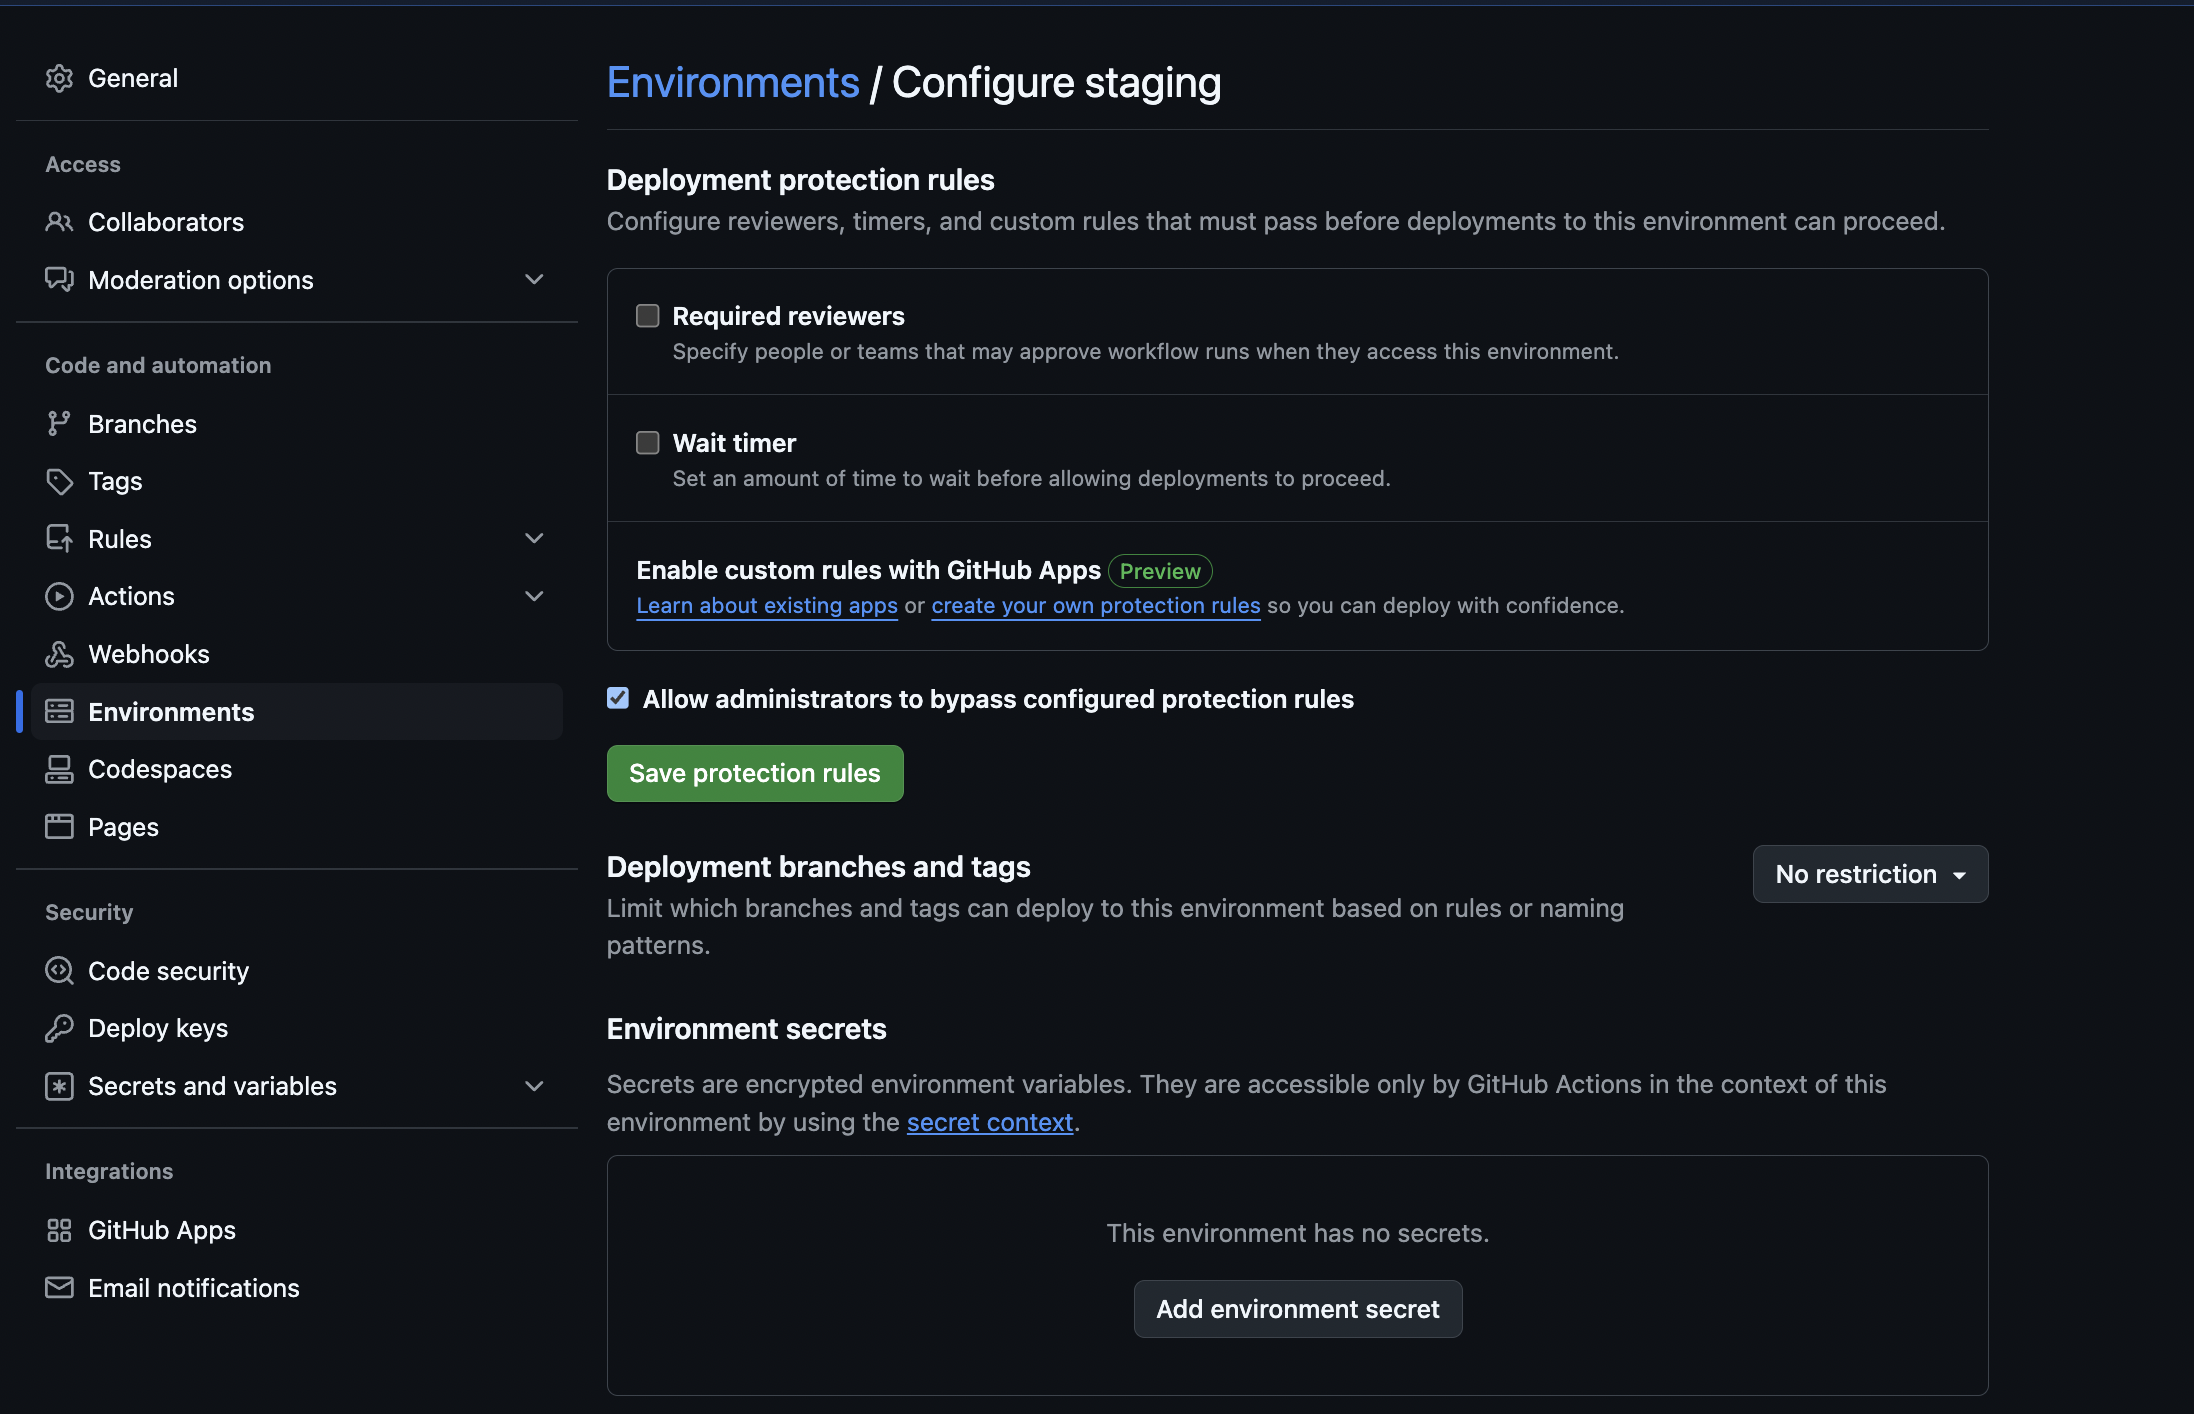 General
Access
Collaborators
Moderation options
Code and automation
Branches
Tags
Rules
Actions
Webhooks
Environments
Codespaces
Pages
Security
Code security
Deploy keys
Secrets and variables
Integrations
GitHub Apps
Email notifications
Environments / Configure staging
Deployment protection rules
Configure reviewers, timers, and custom rules that must pass before deployments to this environment can proceed.
Required reviewers
Specify people or teams that may approve workflow runs when they access this environment.
Wait timer
Set an amount of time to wait before allowing deployments to proceed.
Enable custom rules with GitHub Apps Preview
Learn about existing apps or create your own protection rules so you can deploy with confidence.
Allow administrators to bypass configured protection rules
Save protection rules
Deployment branches and tags
No restriction
Limit which branches and tags can deploy to this environment based on rules or naming
patterns.
Environment secrets
Secrets are encrypted environment variables. They are accessible only by GitHub Actions in the context of this
environment by using the secret context.
This environment has no secrets.
Add environment secret